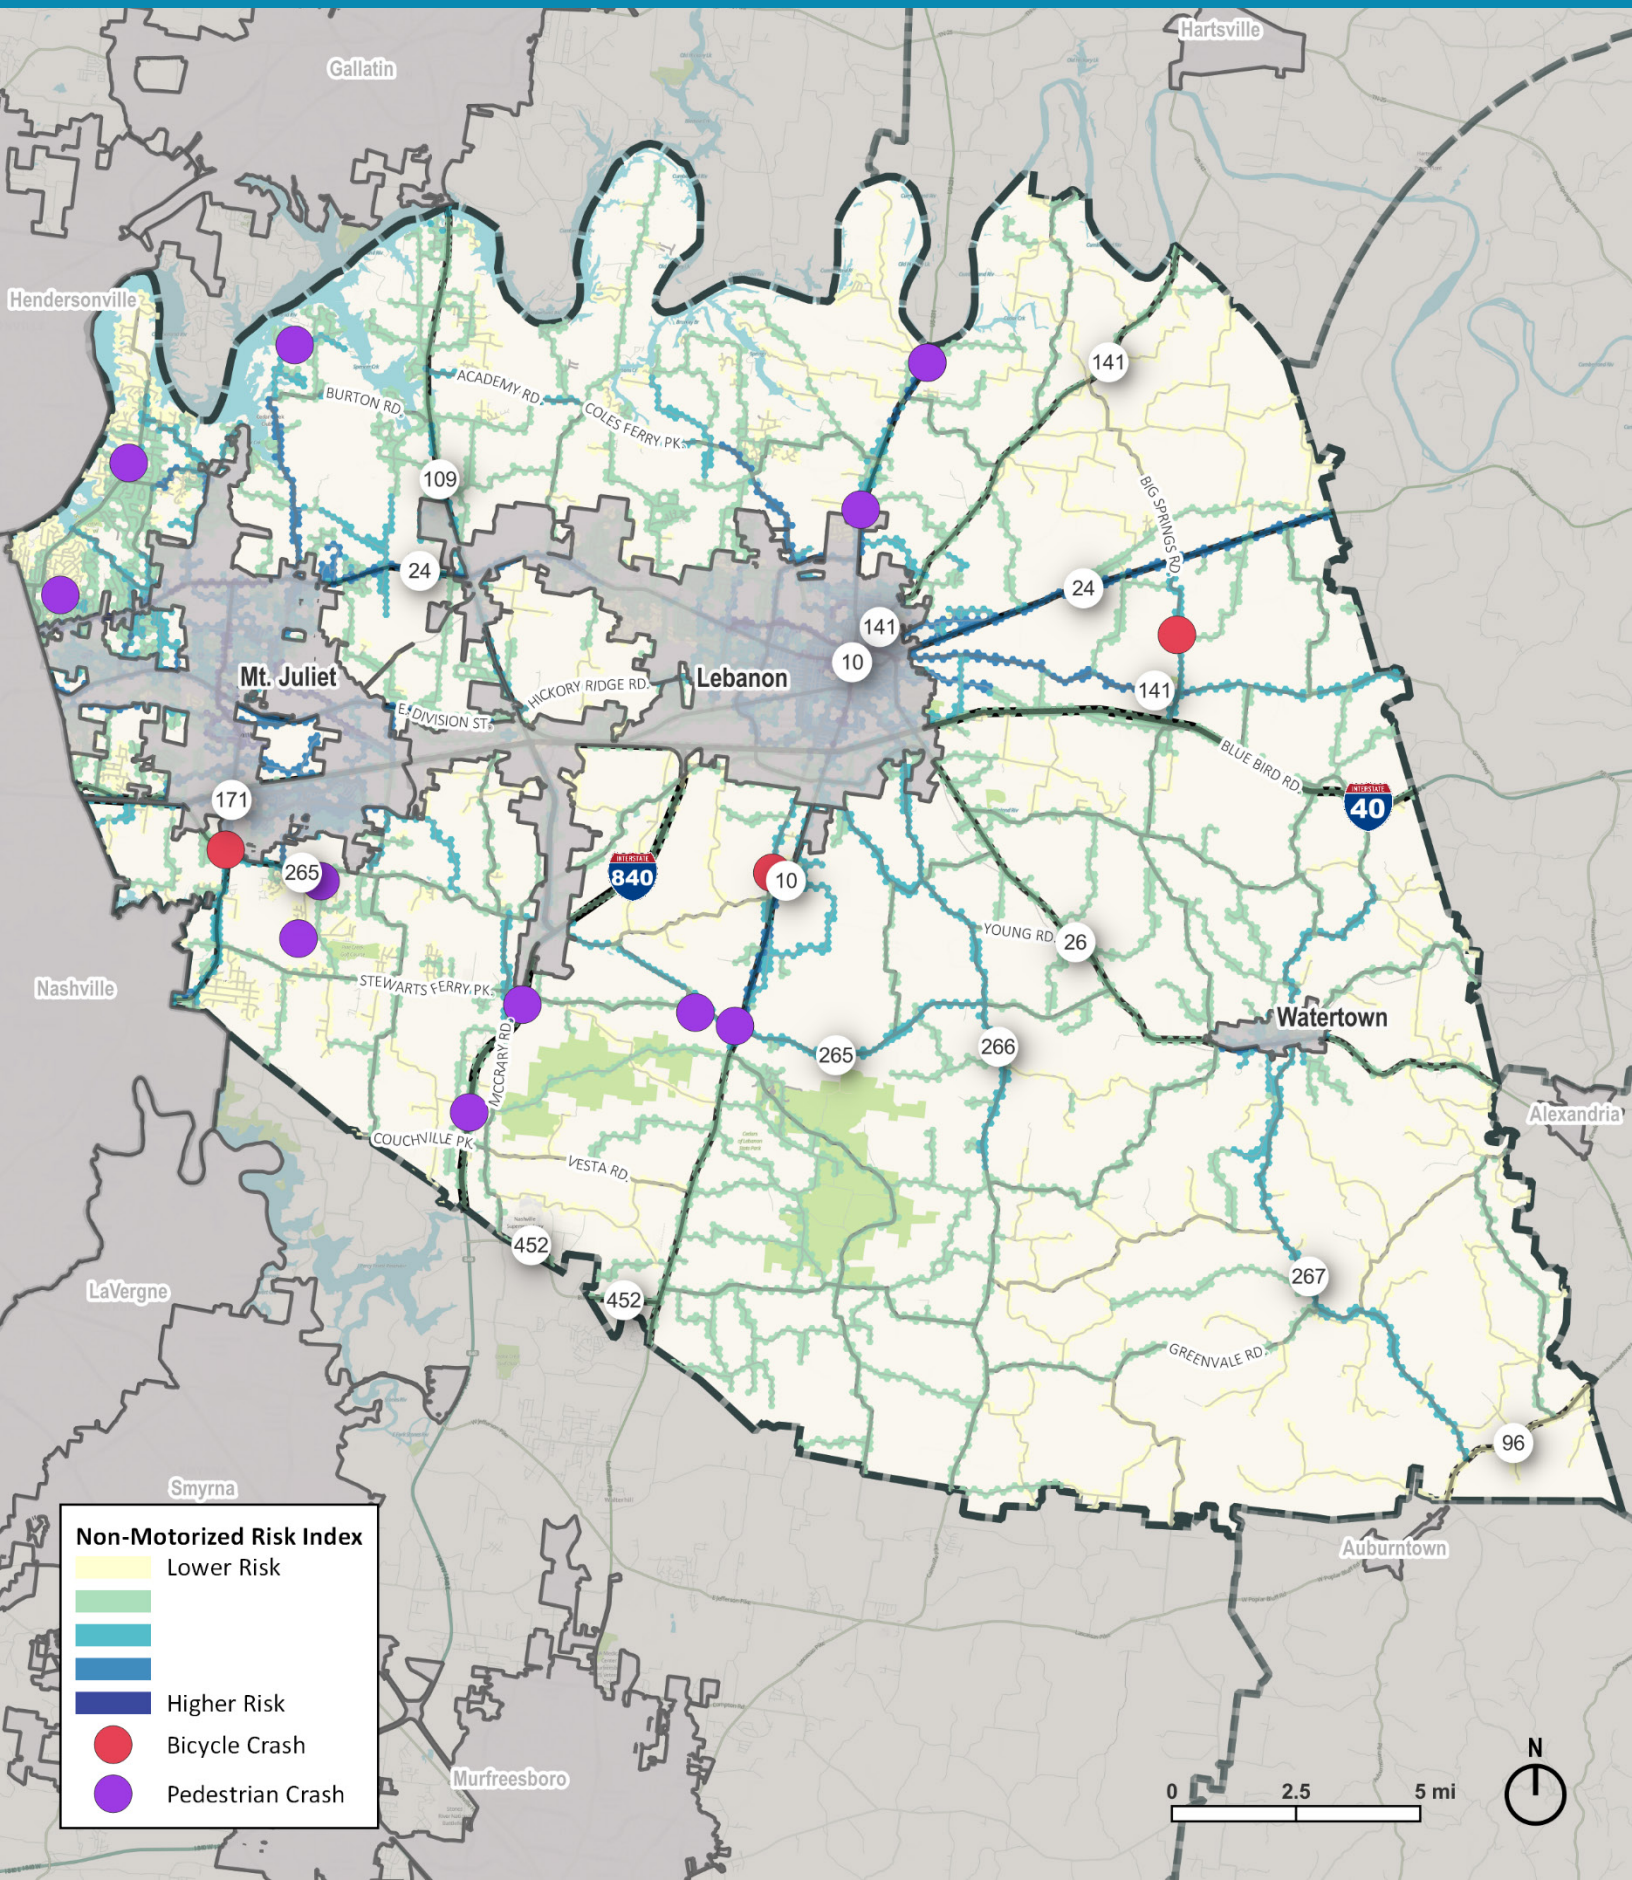 Hartsville
Gallatin
Hendersonville
141
ACADEMY RD.
BURTON RD.
COLES FERRY PK.
109
BIG SPRINGS RD.
24
24
141
10
Mt. Juliet
Lebanon
HICKORY RIDGE RD.
141
E. DIVISION ST.
BLUE BIRD RD.
INTERSTATE
40
171
INTERSTATE
840
265
10
YOUNG RD.
26
Nashville
STEWARTS FERRY PK.
Watertown
MCCRARY RD.
265
266
Alexandria
COUCHVILLE PK
VESTA RD.
452
267
LaVergne
452
GREENVALE RD.
96
Smyrna
Auburntown
Non-Motorized Risk Index
Lower Risk
Higher Risk
Bicycle Crash
Pedestrian Crash
Murfreesboro
N
0 2.5 5 mi